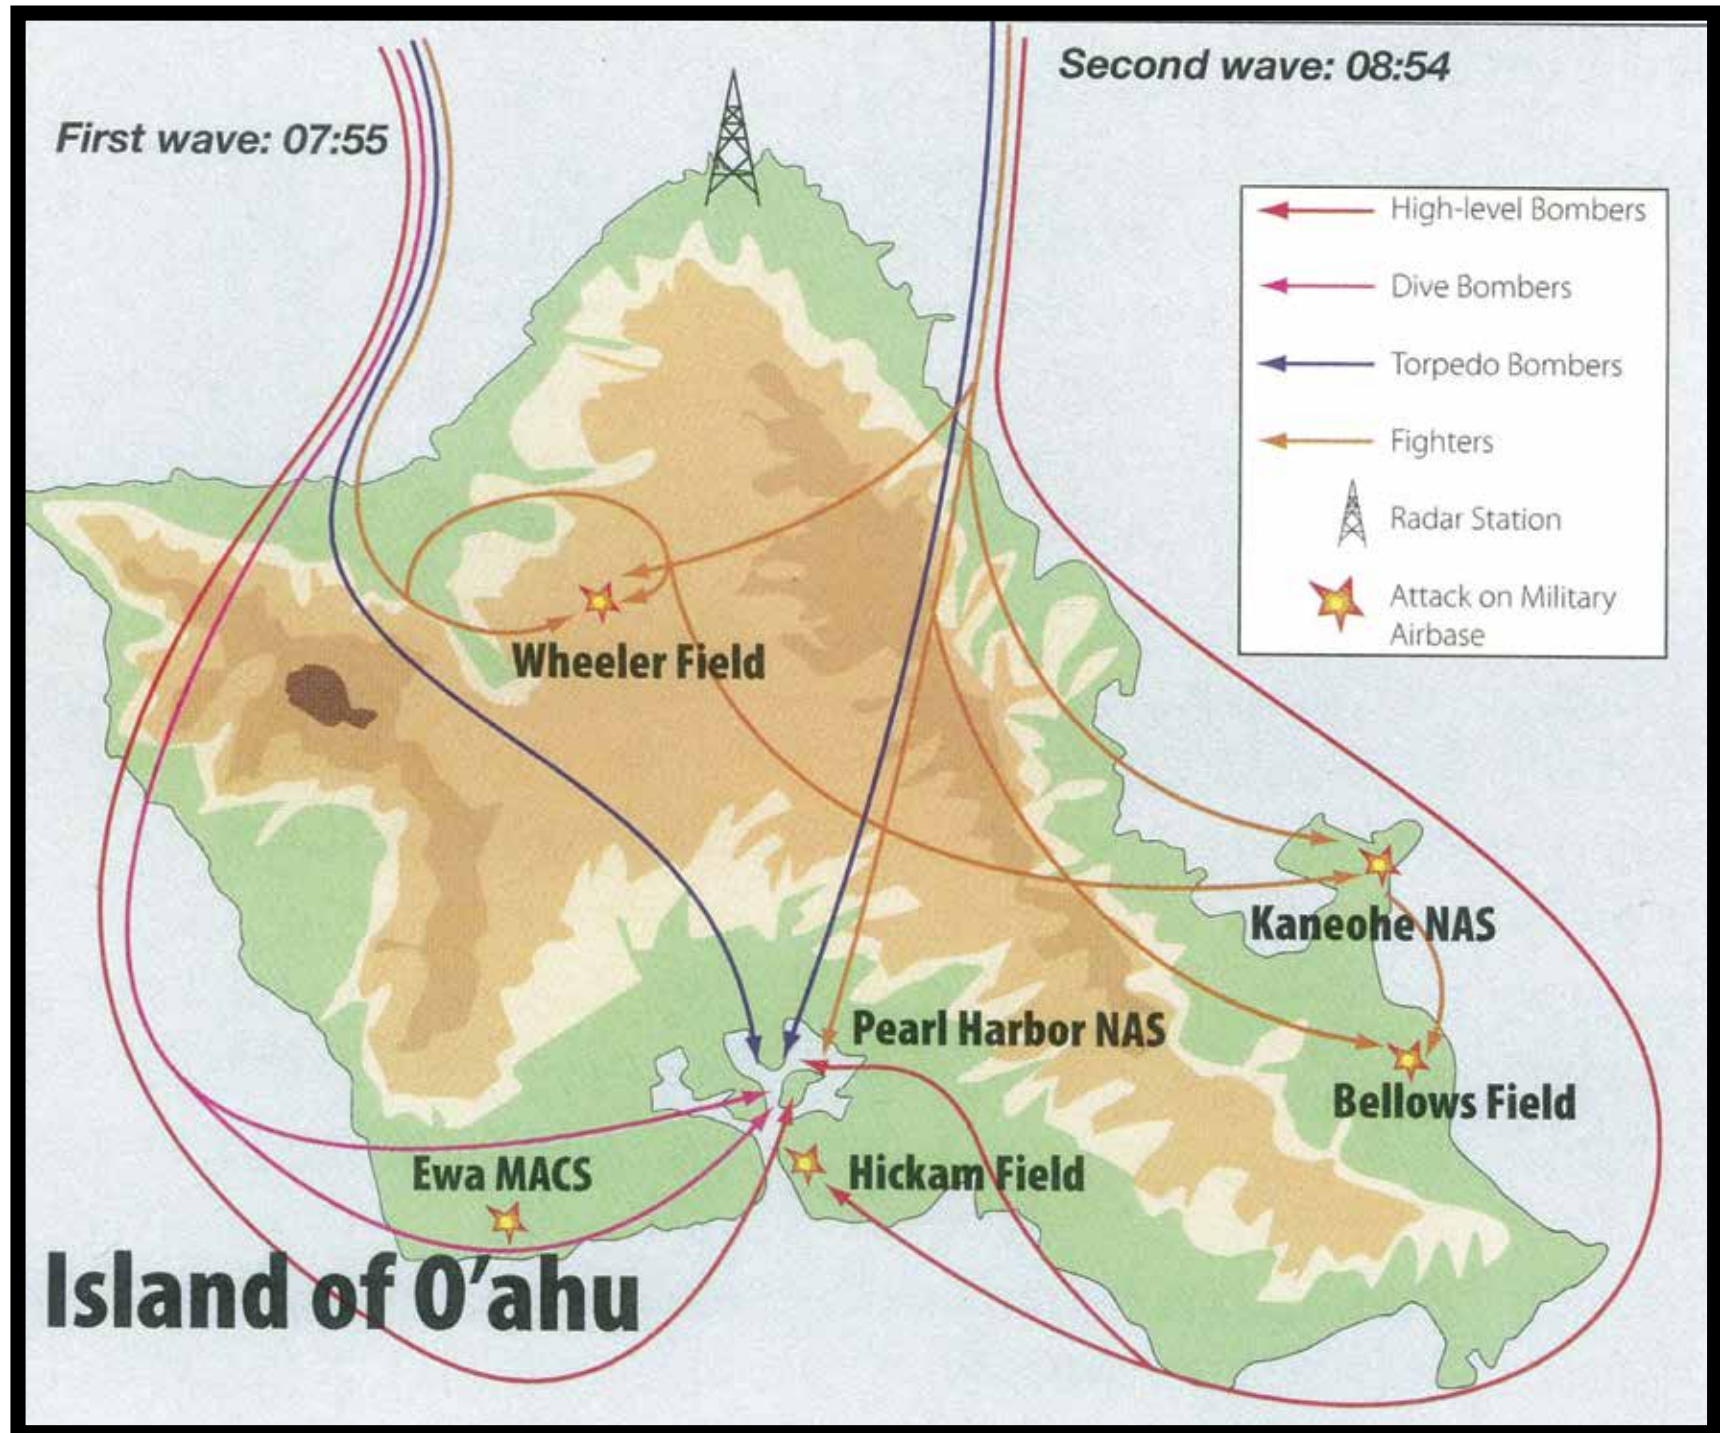 Second wave: 08:54
First wave: 07:55
High-level Bombers
Dive Bombers
Torpedo Bombers
Fighters
Radar Station
Attack on Military
Airbase
Wheeler Field
Kaneohe NAS
Pearl Harbor NAS
Bellows Field
Ewa MACS
Hickam Field
Island of O'ahu